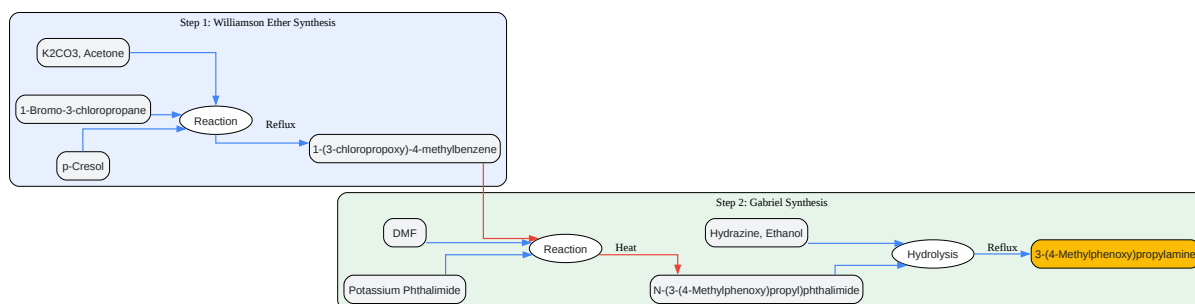 Step 1: Williamson Ether Synthesis
K2CO3, Acetone
1-Bromo-3-chloropropane
Reaction
Reflux
p-Cresol
1-(3-chloropropoxy)-4-methylbenzene
Step 2: Gabriel Synthesis
DMF
Reaction
Heat
Hydrazine, Ethanol
Hydrolysis
Reflux
3-(4-Methylphenoxy)propylamine
Potassium Phthalimide
N-(3-(4-Methylphenoxy)propyl)phthalimide